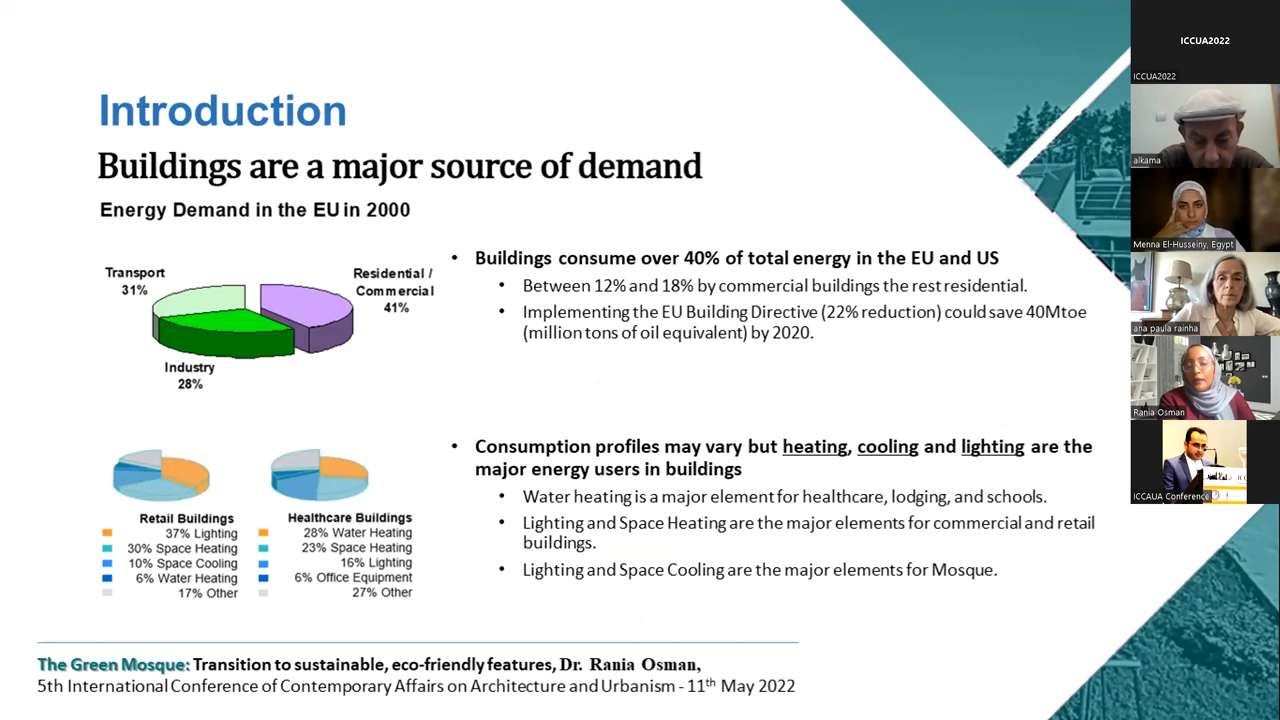 Introduction
Buildings are a major source of demand
Energy Demand in the EU in 2000
Transport
31%
Residential /
Commercial
41%
Industry
28%
• Buildings consume over 40% of total energy in the EU and US
• Between 12% and 18% by commercial buildings the rest residential.
• Implementing the EU Building Directive (22% reduction) could save 40Mtoe
(million tons of oil equivalent) by 2020.
• Consumption profiles may vary but heating, cooling and lighting are the
major energy users in buildings
• Water heating is a major element for healthcare, lodging, and schools.
• Lighting and Space Heating are the major elements for commercial and retail
buildings.
• Lighting and Space Cooling are the major elements for Mosque.
Retail Buildings
37% Lighting
30% Space Heating
10% Space Cooling
6% Water Heating
17% Other
Healthcare Buildings
28% Water Heating
23% Space Heating
16% Lighting
6% Office Equipment
27% Other
The Green Mosque: Transition to sustainable, eco-friendly features, Dr. Rania Osman,
5th International Conference of Contemporary Affairs on Architecture and Urbanism - 11th May 2022
ICCUA2022
ICCUA2022
alkama
Menna El-Husseiny, Egypt
ana paula rainha
Rania Osman
ICCAUA Conference